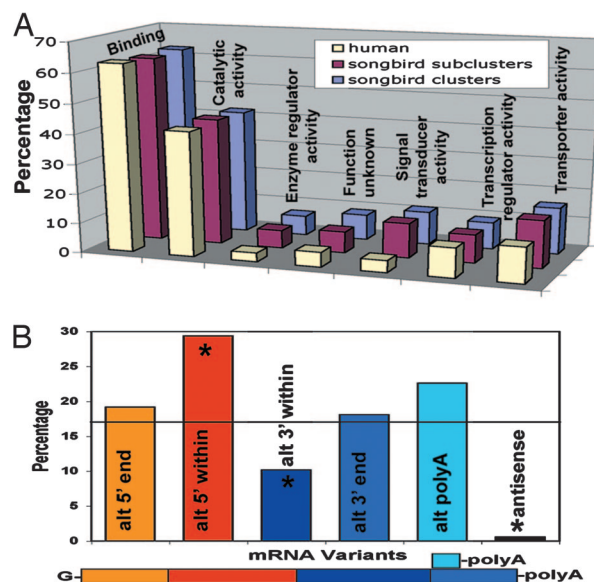 A
Percentage
70
60
50
40
30
20
10
0
human
songbird subclusters
songbird clusters
Binding
Catalytic
activity
Enzyme regulator
activity
Function
unknown
Signal
transducer
activity
Transcription
regulator activity
Transporter activity
B
Percentage
30
25
20
15
10
5
0
alt 5' end
* alt 5' within
* alt 3' within
alt 3' end
alt polyA
*antisense
mRNA Variants
-polyA
G-
-polyA